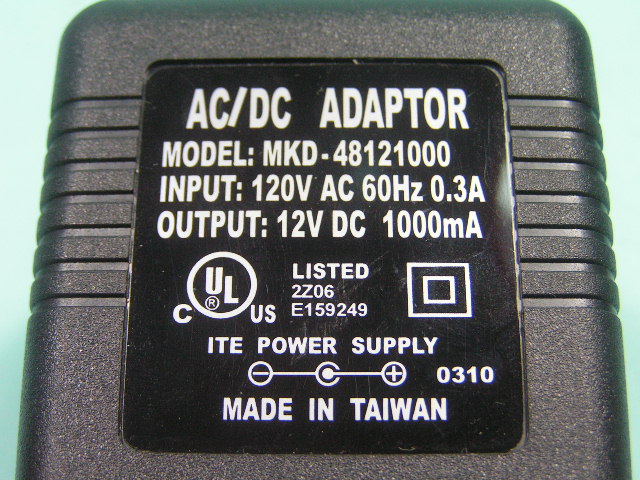 AC/DC ADAPTOR
MODEL: MKD-48121000
INPUT: 120V AC 60Hz 0.3A
OUTPUT: 12V DC 1000mA
C UL ® US
LISTED
2Z06
E159249
ITE POWER SUPPLY
0310
MADE IN TAIWAN